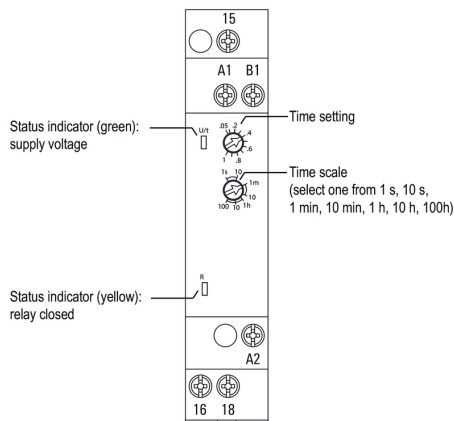 15
A1 B1
Status indicator (green):
supply voltage
U/t
.05 .2 .4 .6 .8 1
Time setting
1s 10 1m 10 1h 10 100
Time scale
(select one from 1 s, 10 s,
1 min, 10 min, 1 h, 10 h, 100h)
Status indicator (yellow):
relay closed
R
A2
16 18